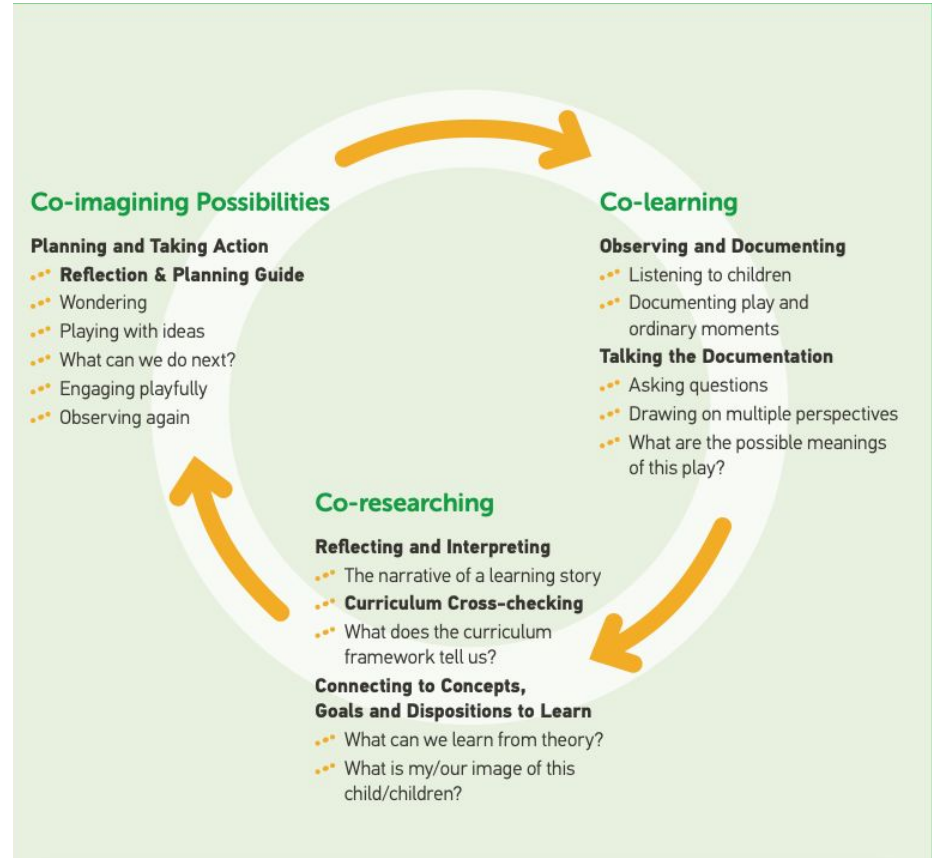 Co-imagining Possibilities
Planning and Taking Action
Reflection & Planning Guide
Wondering
Playing with ideas
What can we do next?
Engaging playfully
Observing again
Co-learning
Observing and Documenting
Listening to children
Documenting play and
ordinary moments
Talking the Documentation
Asking questions
Drawing on multiple perspectives
What are the possible meanings
of this play?
Co-researching
Reflecting and Interpreting
The narrative of a learning story
Curriculum Cross-checking
What does the curriculum
framework tell us?
Connecting to Concepts,
Goals and Dispositions to Learn
What can we learn from theory?
What is my/our image of this
child/children?